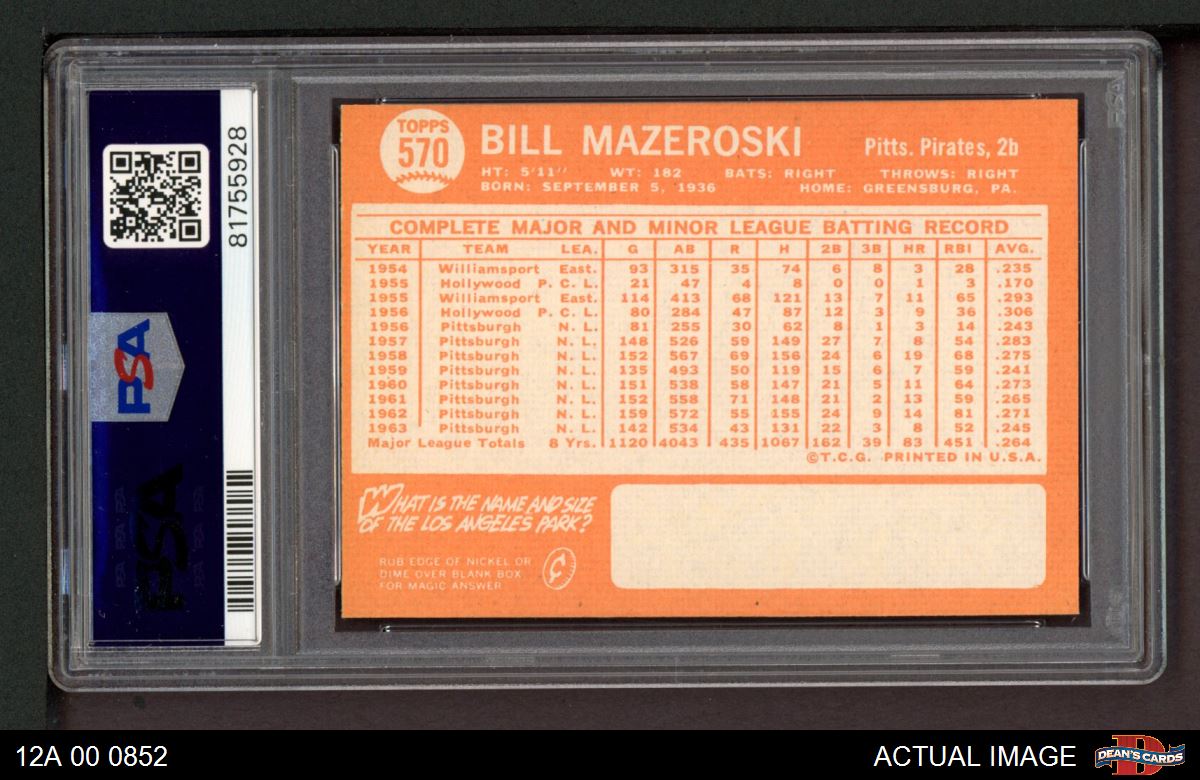 PSA
81755928
PSA
TOPPS
570
BILL MAZEROSKI
Pitts. Pirates, 2b
HT: 5'11" WT: 182 BATS: RIGHT THROWS: RIGHT
BORN: SEPTEMBER 5, 1936 HOME: GREENSBURG, PA.
COMPLETE MAJOR AND MINOR LEAGUE BATTING RECORD
YEAR TEAM LEA. G AB R H 2B 3B HR RBI AVG.
1954 Williamsport East. 93 315 35 74 6 8 3 28 .235
1955 Hollywood P. C. L. 21 47 4 8 0 0 1 3 .170
1955 Williamsport East. 114 413 68 121 13 7 11 65 .293
1956 Hollywood P. C. L. 80 284 47 87 12 3 9 36 .306
1956 Pittsburgh N. L. 81 255 30 62 8 1 3 14 .243
1957 Pittsburgh N. L. 148 526 59 149 27 7 8 54 .283
1958 Pittsburgh N. L. 152 567 69 156 24 6 19 68 .275
1959 Pittsburgh N. L. 135 493 50 119 15 6 7 59 .241
1960 Pittsburgh N. L. 151 538 58 147 21 5 11 64 .273
1961 Pittsburgh N. L. 152 558 71 148 21 2 13 59 .265
1962 Pittsburgh N. L. 159 572 55 155 24 9 14 81 .271
1963 Pittsburgh N. L. 142 534 43 131 22 3 8 52 .245
Major League Totals 8 Yrs. 1120 4043 435 1067 162 39 83 451 .264
©T.C.G. PRINTED IN U.S.A.
WHAT IS THE NAME AND SIZE
OF THE LOS ANGELES PARK?
RUB EDGE OF NICKEL OR
DIME OVER BLANK BOX
FOR MAGIC ANSWER
¢
12A 00 0852
ACTUAL IMAGE
D
DEAN'S CARDS